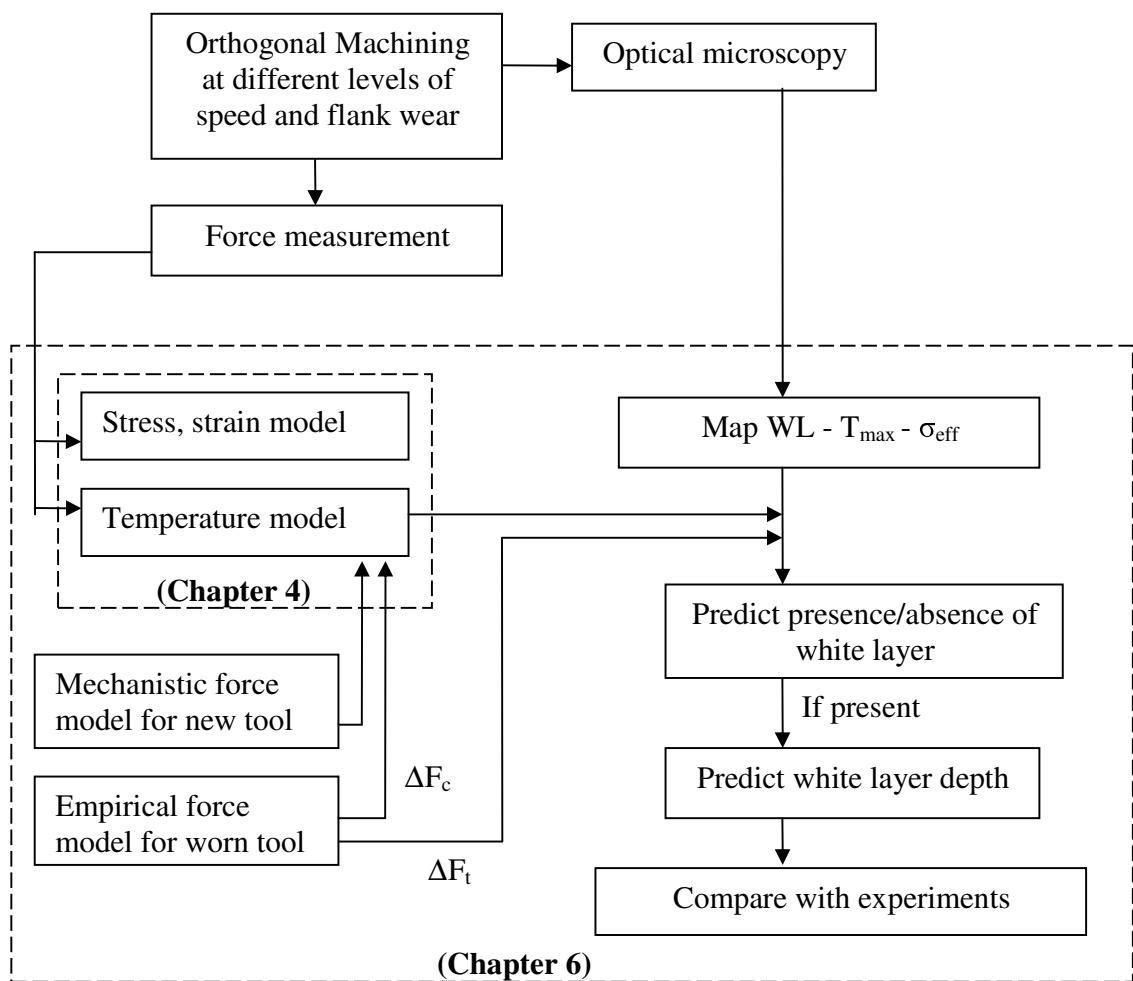 Orthogonal Machining
at different levels of
speed and flank wear
Optical microscopy
Force measurement
Stress, strain model
Temperature model
(Chapter 4)
Map WL - Tmax - σeff
Predict presence/absence of
white layer
If present
Predict white layer depth
Compare with experiments
Mechanistic force
model for new tool
Empirical force
model for worn tool
ΔFc
ΔFt
(Chapter 6)